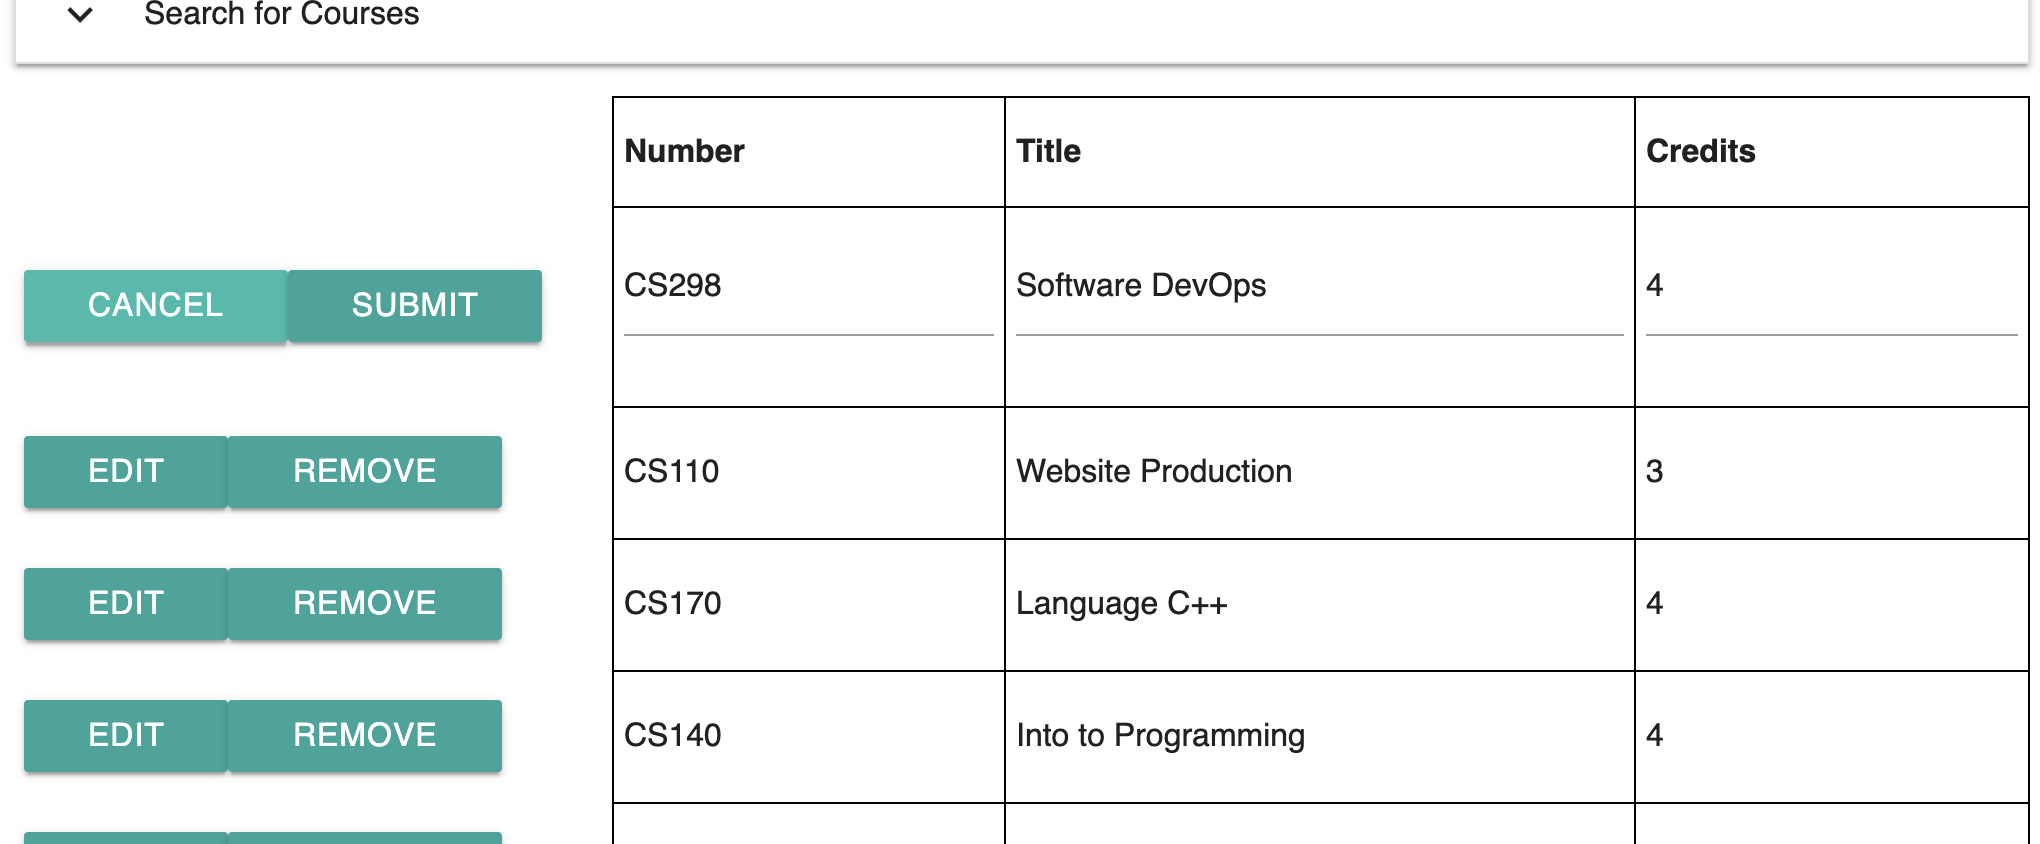 Search for Courses
Number Title Credits
CANCEL SUBMIT CS298 Software DevOps 4
EDIT REMOVE CS110 Website Production 3
EDIT REMOVE CS170 Language C++ 4
EDIT REMOVE CS140 Into to Programming 4